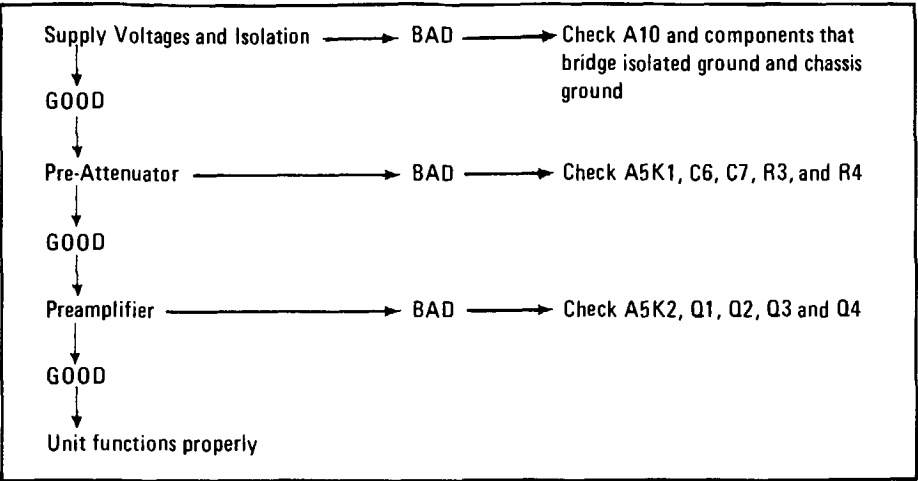 Supply Voltages and Isolation BAD Check A10 and components that
bridge isolated ground and chassis
ground
GOOD
Pre-Attenuator BAD Check A5K1, C6, C7, R3, and R4
GOOD
Preamplifier BAD Check A5K2, Q1, Q2, Q3 and Q4
GOOD
Unit functions properly